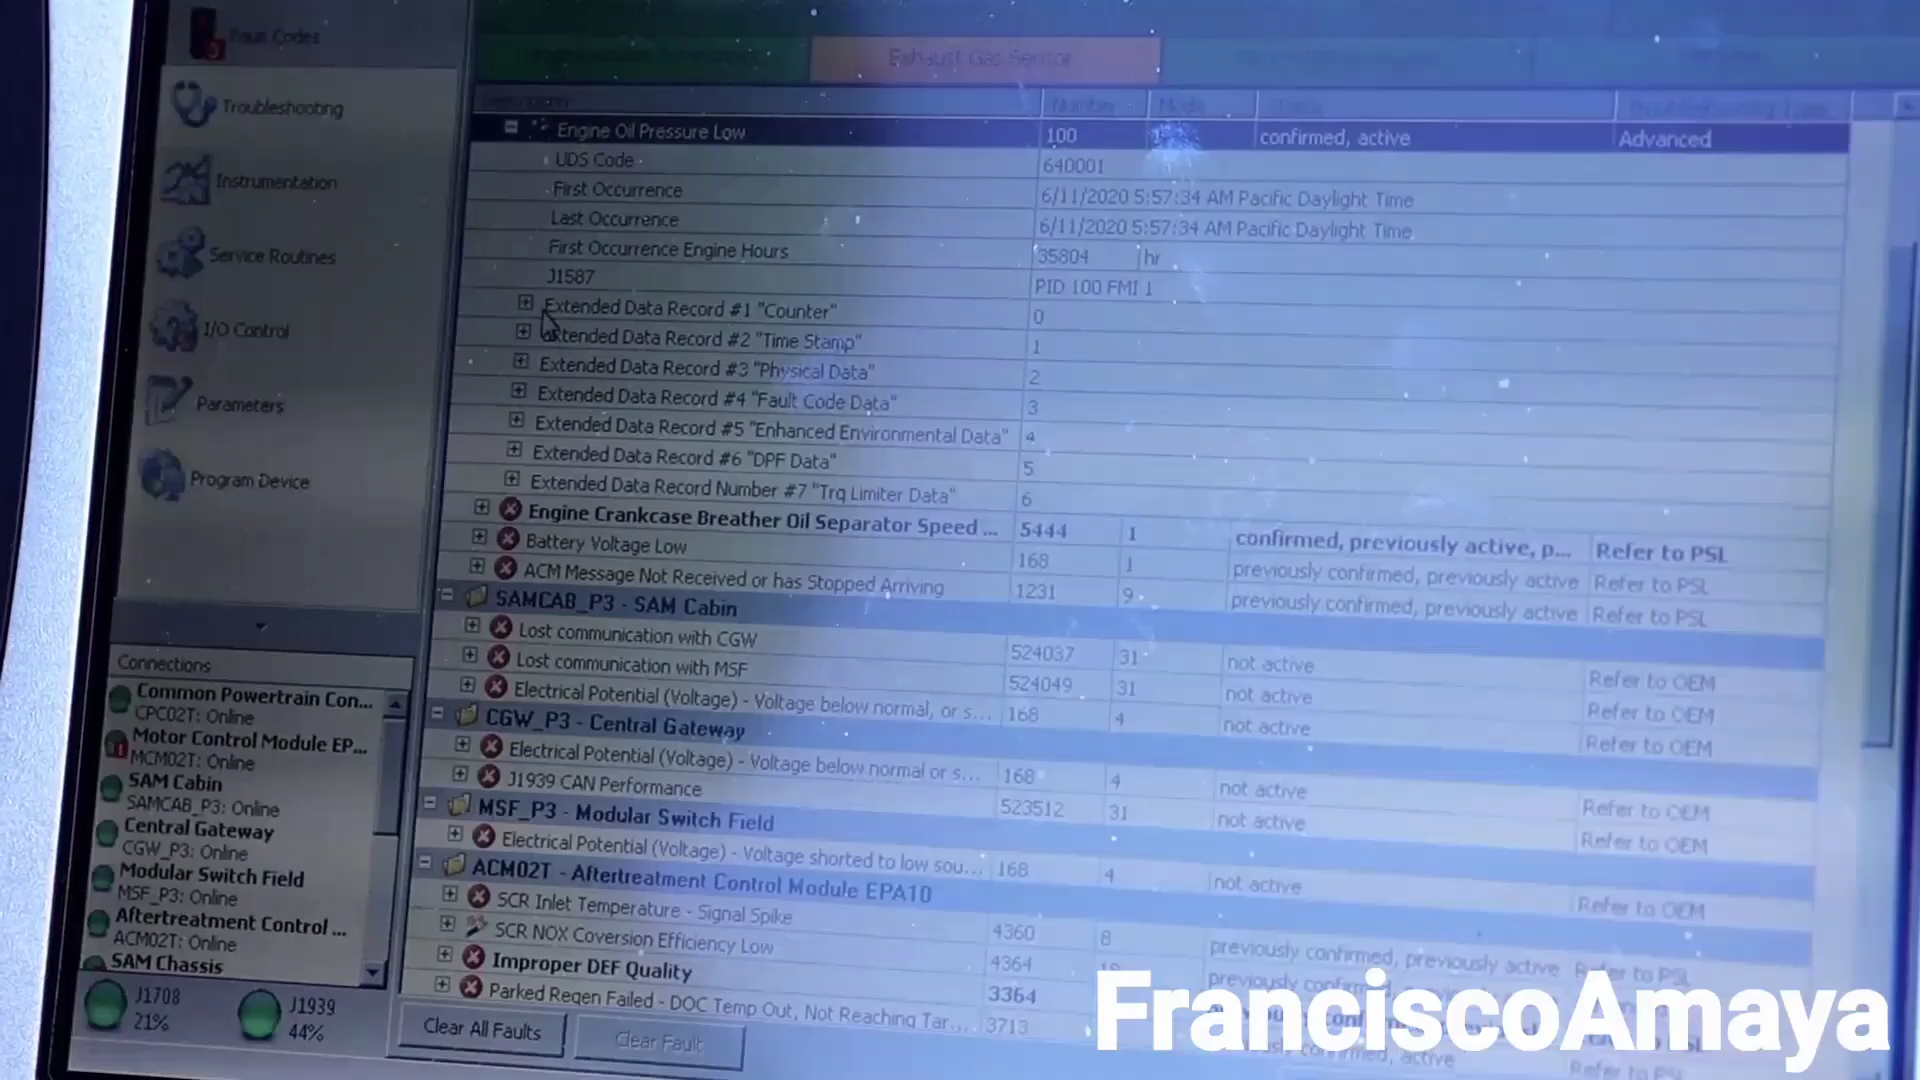 Fault Codes
Troubleshooting
Instrumentation
Service Routines
I/O Control
Parameters
Program Device
Connections
Common Powertrain Con...
CPC02T: Online
Motor Control Module EP...
MCM02T: Online
SAM Cabin
SAMCAB_P3: Online
Central Gateway
CGW_P3: Online
Modular Switch Field
MSF_P3: Online
Aftertreatment Control ...
ACM02T: Online
SAM Chassis
J1708
21%
J1939
44%
Exhaust Gas Sensor
Number Mode
Engine Oil Pressure Low 100 confirmed, active Advanced
UDS Code 640001
First Occurrence 6/11/2020 5:57:34 AM Pacific Daylight Time
Last Occurrence 6/11/2020 5:57:34 AM Pacific Daylight Time
First Occurrence Engine Hours 35804 hr
J1587 PID 100 FMI 1
Extended Data Record #1 "Counter" 0
Extended Data Record #2 "Time Stamp" 1
Extended Data Record #3 "Physical Data" 2
Extended Data Record #4 "Fault Code Data" 3
Extended Data Record #5 "Enhanced Environmental Data" 4
Extended Data Record #6 "DPF Data" 5
Extended Data Record Number #7 "Trq Limiter Data" 6
Engine Crankcase Breather Oil Separator Speed ... 5444 1 confirmed, previously active, p... Refer to PSL
Battery Voltage Low 168 1 previously confirmed, previously active Refer to PSL
ACM Message Not Received or has Stopped Arriving 1231 9 previously confirmed, previously active Refer to PSL
SAMCAB_P3 - SAM Cabin
Lost communication with CGW 524037 31 not active Refer to OEM
Lost communication with MSF 524049 31 not active Refer to OEM
Electrical Potential (Voltage) - Voltage below normal, or s... 168 4 not active Refer to OEM
CGW_P3 - Central Gateway
Electrical Potential (Voltage) - Voltage below normal or s... 168 4 not active Refer to OEM
J1939 CAN Performance 523512 31 not active Refer to OEM
MSF_P3 - Modular Switch Field
Electrical Potential (Voltage) - Voltage shorted to low sou... 168 4 not active Refer to OEM
ACM02T - Aftertreatment Control Module EPA10
SCR Inlet Temperature - Signal Spike 4360 8 previously confirmed, previously active Refer to PSL
SCR NOX Coversion Efficiency Low 4364 previously
Improper DEF Quality 3364
Parked Regen Failed - DOC Temp Out, Not Reaching Tar... 3713 active Refer to PSL
Clear All Faults
Clear Fault
FranciscoAmaya